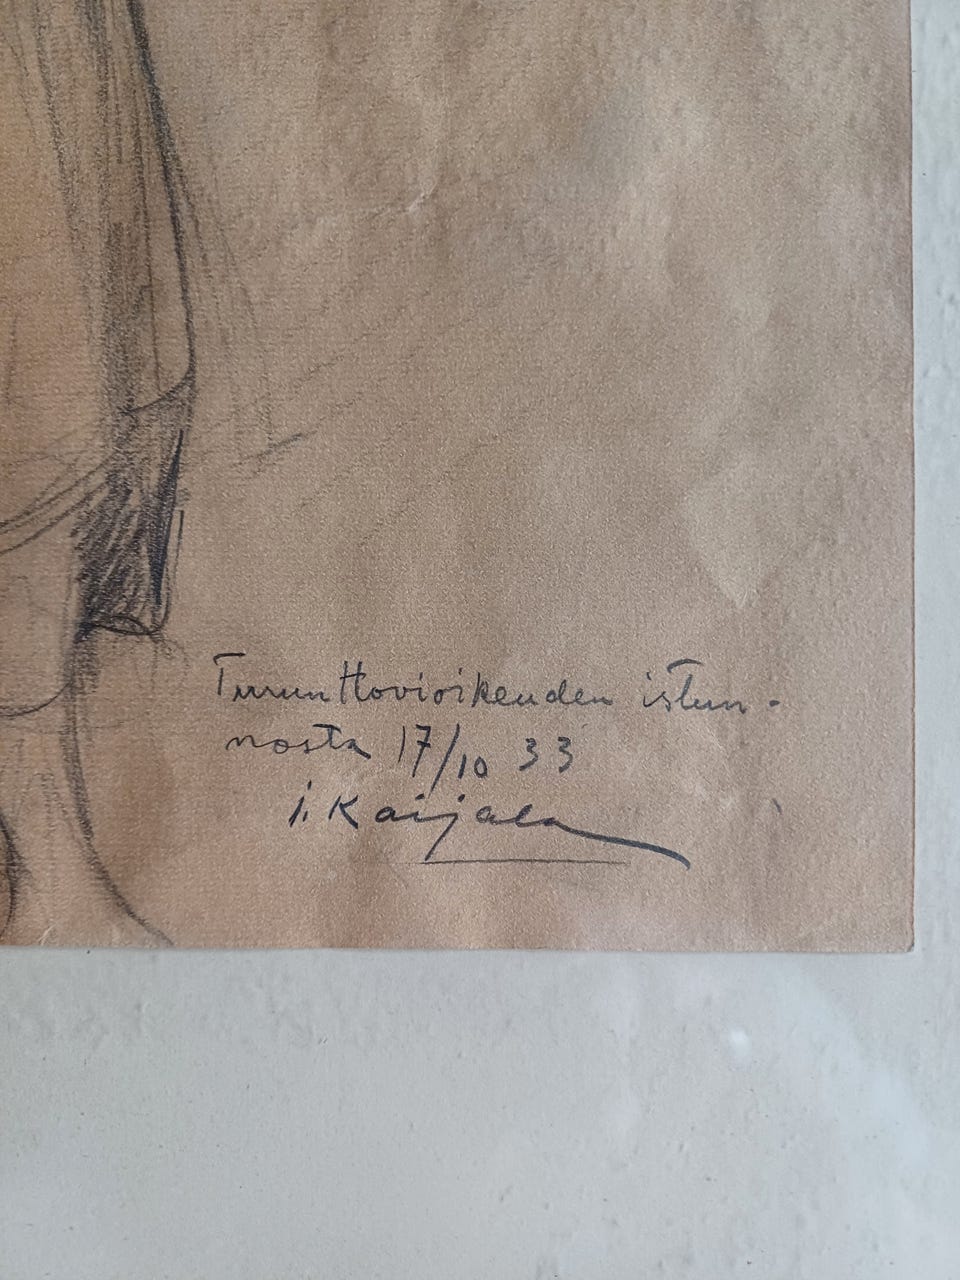 Turun Hovioikeuden istun-
nosta 17/10 33
i. Kaijala